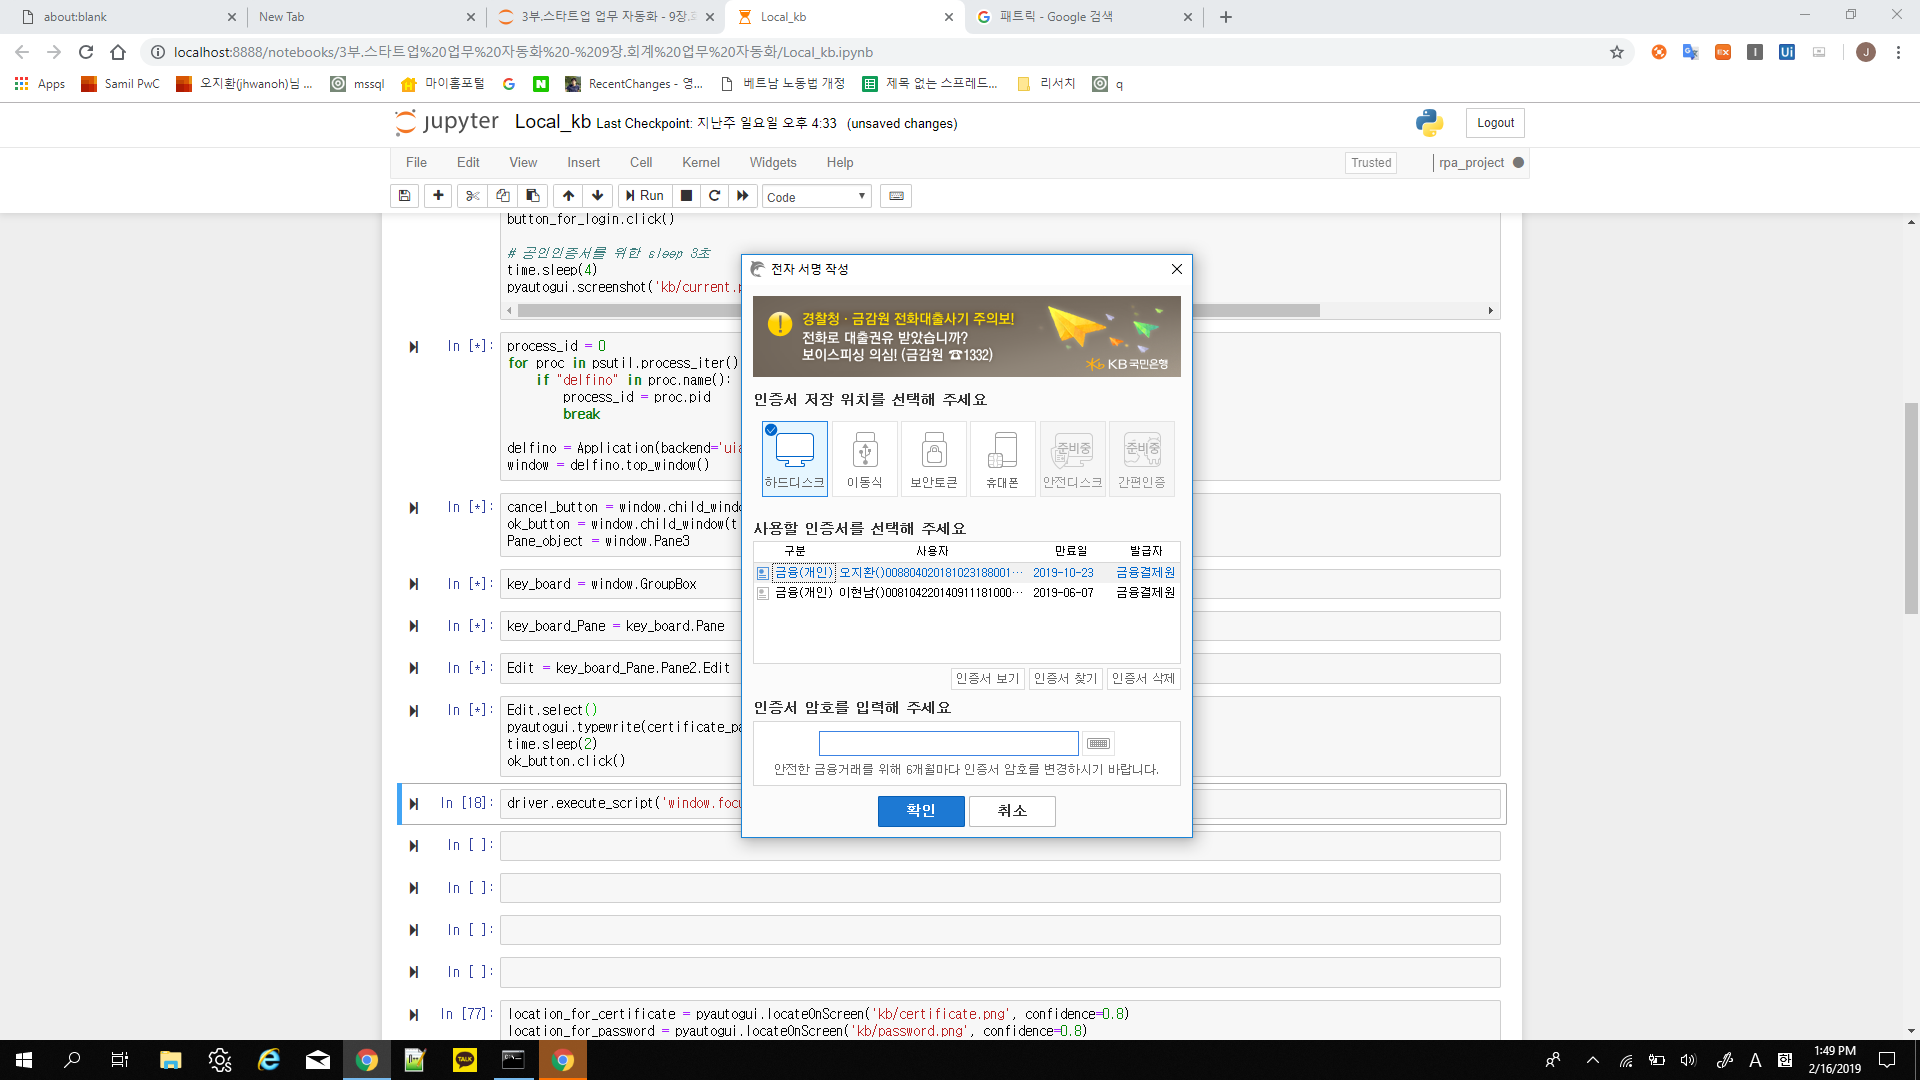 about:blank
New Tab
3부.스타트업 업무 자동화 - 9장.회
Local_kb
패트릭 - Google 검색
localhost:8888/notebooks/3부.스타트업%20업무%20자동화%20-%209장.회계%20업무%20자동화/Local_kb.ipynb
Apps
Samil PwC
오지환(jhwanoh)님 ...
mssql
마이홈포털
RecentChanges - 영...
베트남 노동법 개정
제목 없는 스프레드...
리서치
q
jupyter
Local_kb Last Checkpoint: 지난주 일요일 오후 4:33 (unsaved changes)
Logout
File Edit View Insert Cell Kernel Widgets Help
Trusted
rpa_project
Run
Code
button_for_login.click()
# 공인인증서를 위한 sleep 3초
time.sleep(4)
pyautogui.screenshot('kb/current.p
In [*]:
process_id = 0
for proc in psutil.process_iter()
if "delfino" in proc.name():
process_id = proc.pid
break
delfino = Application(backend='uia
window = delfino.top_window()
In [*]:
cancel_button = window.child_windo
ok_button = window.child_window(t
Pane_object = window.Pane3
In [*]:
key_board = window.GroupBox
In [*]:
key_board_Pane = key_board.Pane
In [*]:
Edit = key_board_Pane.Pane2.Edit
In [*]:
Edit.select()
pyautogui.typewrite(certificate_pa
time.sleep(2)
ok_button.click()
In [18]:
driver.execute_script('window.focu
In [ ]:
In [ ]:
In [ ]:
In [ ]:
In [77]:
location_for_certificate = pyautogui.locateOnScreen('kb/certificate.png', confidence=0.8)
location_for_password = pyautogui.locateOnScreen('kb/password.png', confidence=0.8)
전자 서명 작성
경찰청 · 금감원 전화대출사기 주의보!
전화로 대출권유 받았습니까?
보이스피싱 의심! (금감원 ☎1332)
KB국민은행
인증서 저장 위치를 선택해 주세요
하드디스크
이동식
보안토큰
휴대폰
준비중
안전디스크
준비중
간편인증
사용할 인증서를 선택해 주세요
구분 사용자 만료일 발급자
금융(개인) 오지환()008804020181023188001··· 2019-10-23 금융결제원
금융(개인) 이현남()008104220140911181000··· 2019-06-07 금융결제원
인증서 보기 인증서 찾기 인증서 삭제
인증서 암호를 입력해 주세요
안전한 금융거래를 위해 6개월마다 인증서 암호를 변경하시기 바랍니다.
확인
취소
TALK
A
한
1:49 PM
2/16/2019